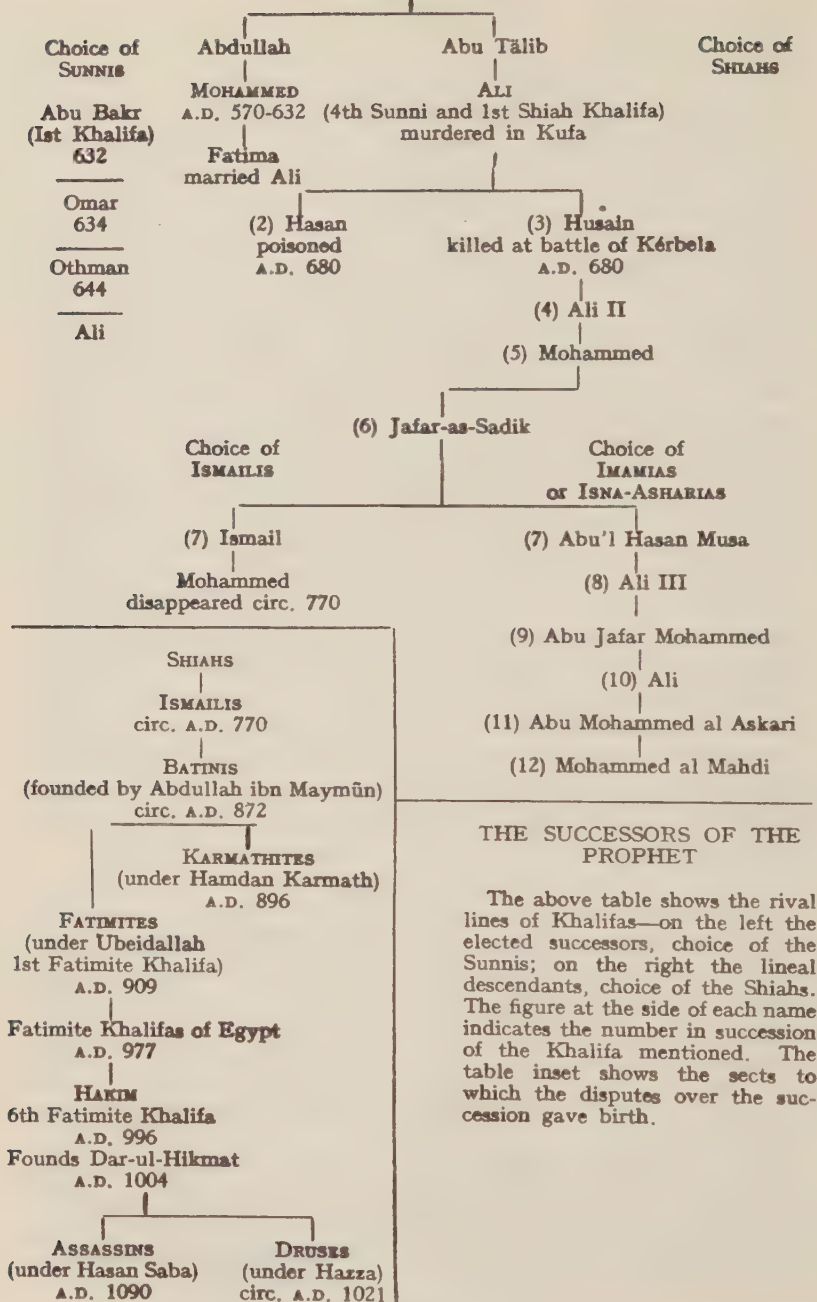 Choice of
SUNNIS
Abu Bakr
(Ist Khalifa)
632
Omar
634
Othman
644
Ali
Abdullah
MOHAMMED
A.D. 570-632
Fatima
married Ali
Abu Tālib
ALI
(4th Sunni and 1st Shiah Khalifa)
murdered in Kufa
Choice of
SHIAHS
(2) Hasan
poisoned
A.D. 680
(3) Husain
killed at battle of Kérbela
A.D. 680
(4) Ali II
(5) Mohammed
(6) Jafar-as-Sadik
Choice of
ISMAILIS
(7) Ismail
Mohammed
disappeared circ. 770
Choice of
IMAMIAS
or ISNA-ASHARIAS
(7) Abu'l Hasan Musa
(8) Ali III
(9) Abu Jafar Mohammed
(10) Ali
(11) Abu Mohammed al Askari
(12) Mohammed al Mahdi
SHIAHS
ISMAILIS
circ. A.D. 770
BATINIS
(founded by Abdullah ibn Maymūn)
circ. A.D. 872
KARMATHITES
(under Hamdan Karmath)
A.D. 896
FATIMITES
(under Ubeidallah
1st Fatimite Khalifa)
A.D. 909
Fatimite Khalifas of Egypt
A.D. 977
HAKIM
6th Fatimite Khalifa
A.D. 996
Founds Dar-ul-Hikmat
A.D. 1004
ASSASSINS
(under Hasan Saba)
A.D. 1090
DRUSES
(under Hazza)
circ. A.D. 1021
THE SUCCESSORS OF THE
PROPHET
The above table shows the rival
lines of Khalifas—on the left the
elected successors, choice of the
Sunnis; on the right the lineal
descendants, choice of the Shiahs.
The figure at the side of each name
indicates the number in succession
of the Khalifa mentioned. The
table inset shows the sects to
which the disputes over the suc-
cession gave birth.